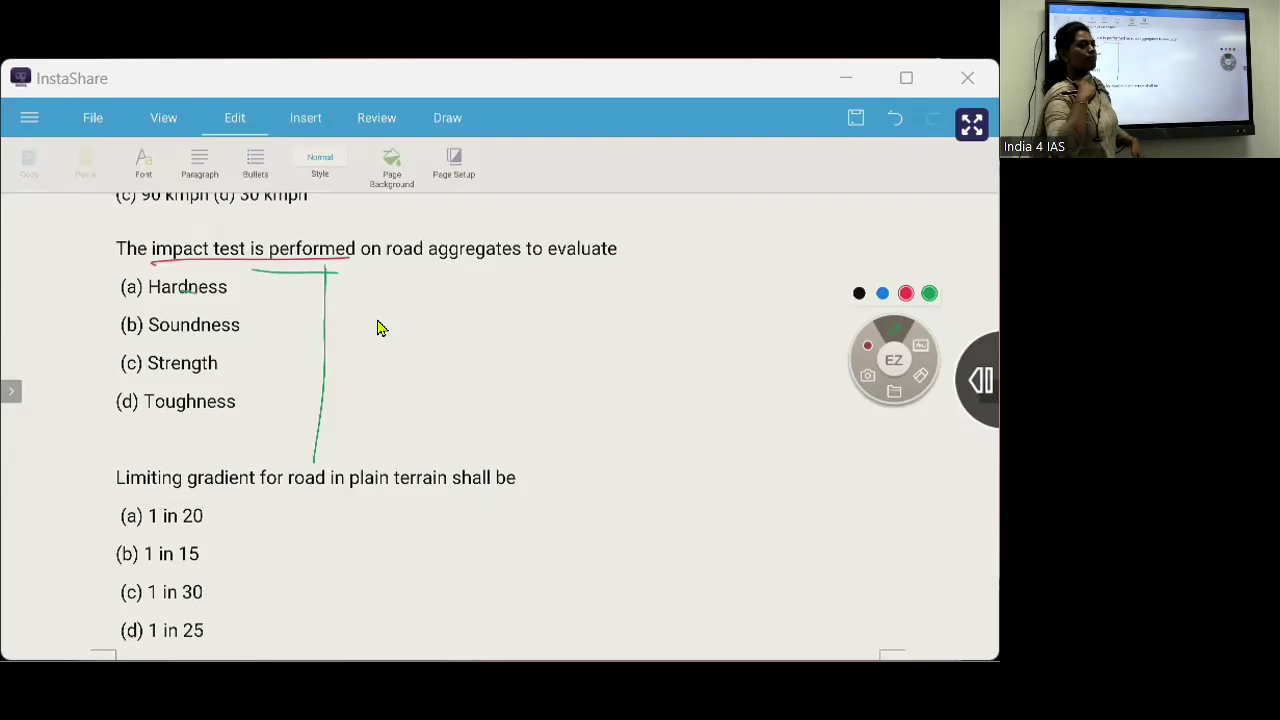 InstaShare
File View Edit Insert Review Draw
Copy Paste Font Paragraph Bullets Normal Style Page Background Page Setup
(c) 90 kmph (d) 30 kmph
The impact test is performed on road aggregates to evaluate
(a) Hardness
(b) Soundness
(c) Strength
(d) Toughness
Limiting gradient for road in plain terrain shall be
(a) 1 in 20
(b) 1 in 15
(c) 1 in 30
(d) 1 in 25
EZ
India 4 IAS